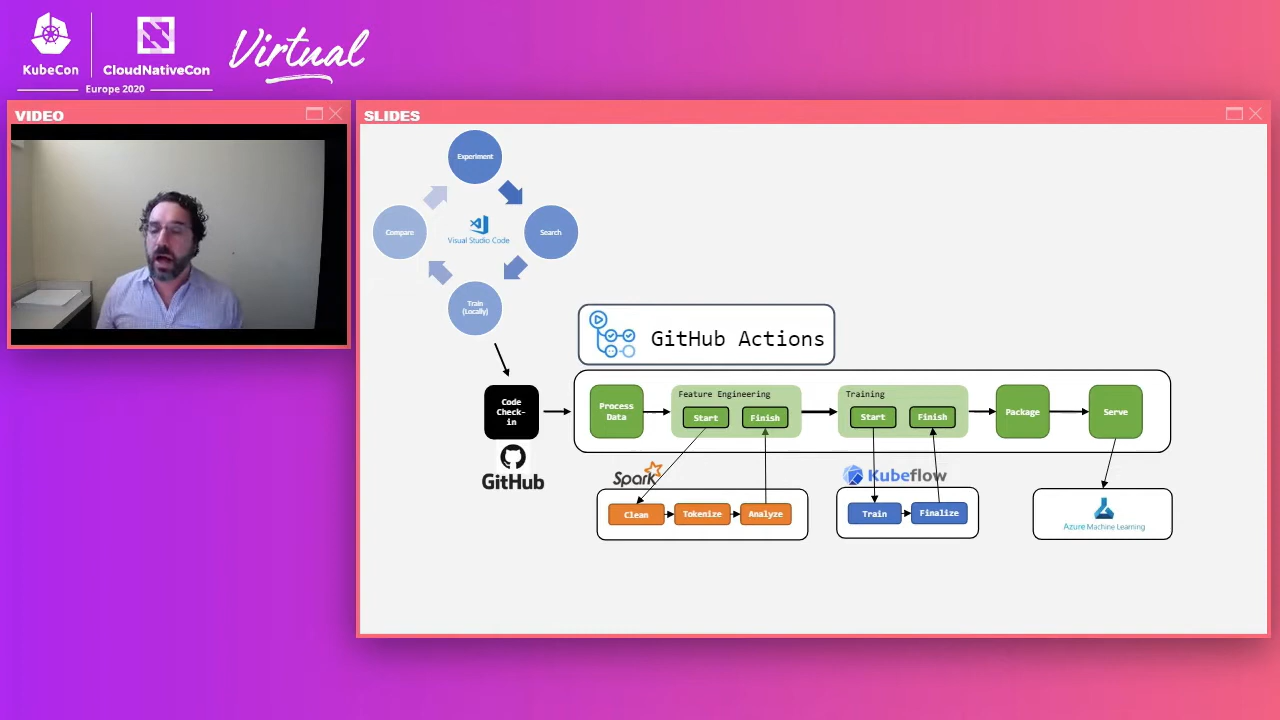 KubeCon
CloudNativeCon
Europe 2020
Virtual
VIDEO
SLIDES
Experiment
Compare
Visual Studio Code
Search
Train
(Locally)
GitHub Actions
Code
Check-
in
GitHub
Process
Data
Feature Engineering
Start
Finish
Training
Start
Finish
Package
Serve
Spark
Clean
Tokenize
Analyze
Kubeflow
Train
Finalize
Azure Machine Learning